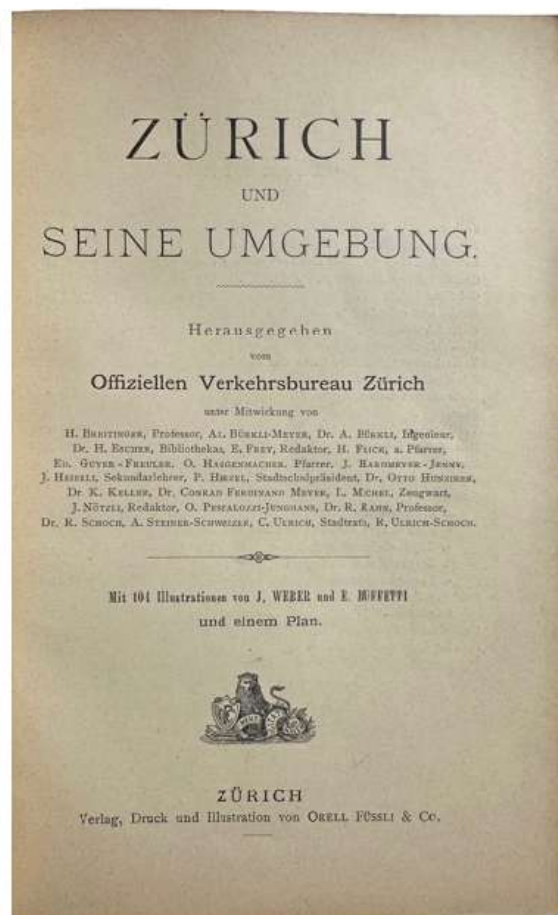 ZÜRICH
UND
SEINE UMGEBUNG.
Herausgegeben
vom
Offiziellen Verkehrsbureau Zürich
unter Mitwirkung von
H. BREITINGER, Professor, AL. BÜRKLI-MEYER, Dr. A. BÜRKLI, Ingenieur,
Dr. H. ESCHER, Bibliothekar, E. FREY, Redaktor, H. FLICK, a. Pfarrer,
ED. GUYER-FREULER, O. HAGGENMACHER, Pfarrer, J. HARDMEYER-JENNY,
J. HEIERLI, Sekundarlehrer, P. HIRZEL, Stadtschulpräsident, Dr. OTTO HUNZIKER,
Dr. K. KELLER, Dr. CONRAD FERDINAND MEYER, L. MICHEL, Zeugwart,
J. NÖTZLI, Redaktor, O. PESTALOZZI-JUNGHANS, Dr. R. RAHN, Professor,
Dr. R. SCHOCH, A. STEINER-SCHWEIZER, C. ULRICH, Stadtrath, R. ULRICH-SCHOCH.
Mit 104 Illustrationen von J. WEBER und E. BUFFETTI
und einem Plan.
ZÜRICH
Verlag, Druck und Illustration von ORELL FÜSSLI & Co.